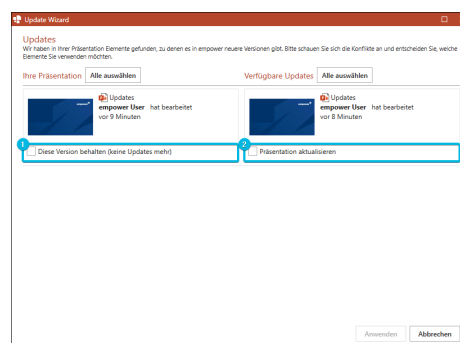 Update Wizard
Updates
Wir haben in Ihrer Präsentation Elemente gefunden, zu denen es in empower neuere Versionen gibt. Bitte schauen Sie sich die Konflikte an und entscheiden Sie, welche
Elemente Sie verwenden möchten.
Ihre Präsentation Alle auswählen
Verfügbare Updates Alle auswählen
Updates
empower User hat bearbeitet
vor 9 Minuten
Updates
empower User hat bearbeitet
vor 8 Minuten
1
Diese Version behalten (keine Updates mehr)
2
Präsentation aktualisieren
Anwenden Abbrechen